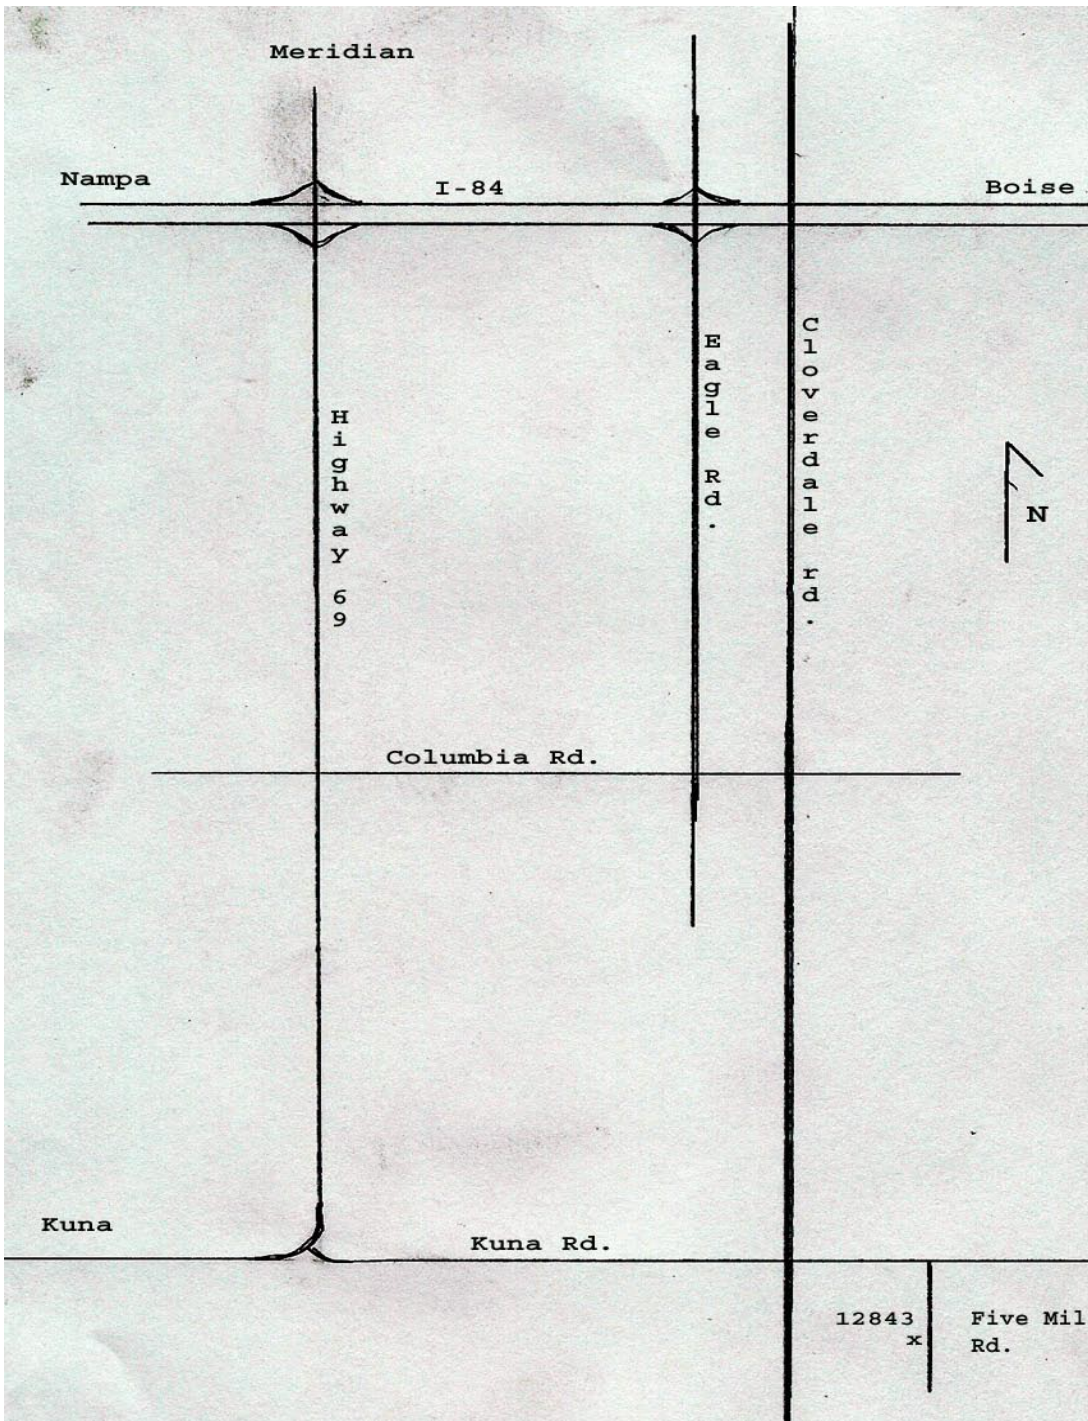 Meridian
Nampa
I-84
Boise
Cloverdale rd.
Eagle Rd.
Highway 69
N
Columbia Rd.
Kuna
Kuna Rd.
12843
x
Five Mil
Rd.